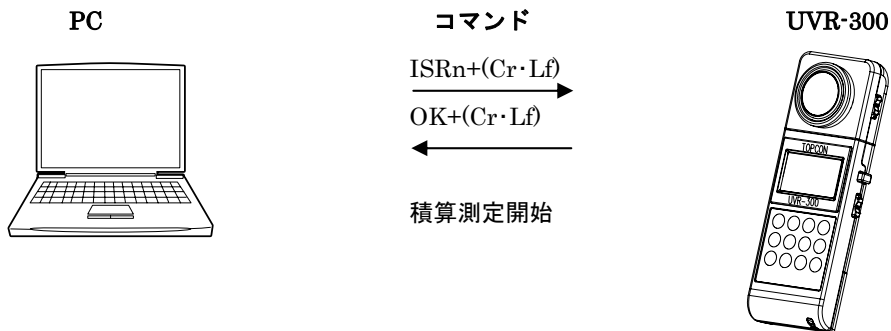 PC コマンド UVR-300
ISRn+(Cr･Lf)
OK+(Cr･Lf)
積算測定開始
TOPCON
UVR-300